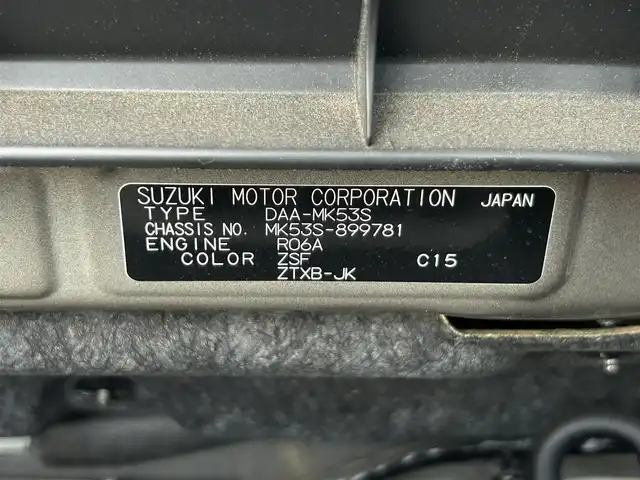 SUZUKI MOTOR CORPORATION JAPAN
TYPE DAA-MK53S
CHASSIS NO. MK53S-899781
ENGINE R06A
COLOR ZSF C15
ZTXB-JK